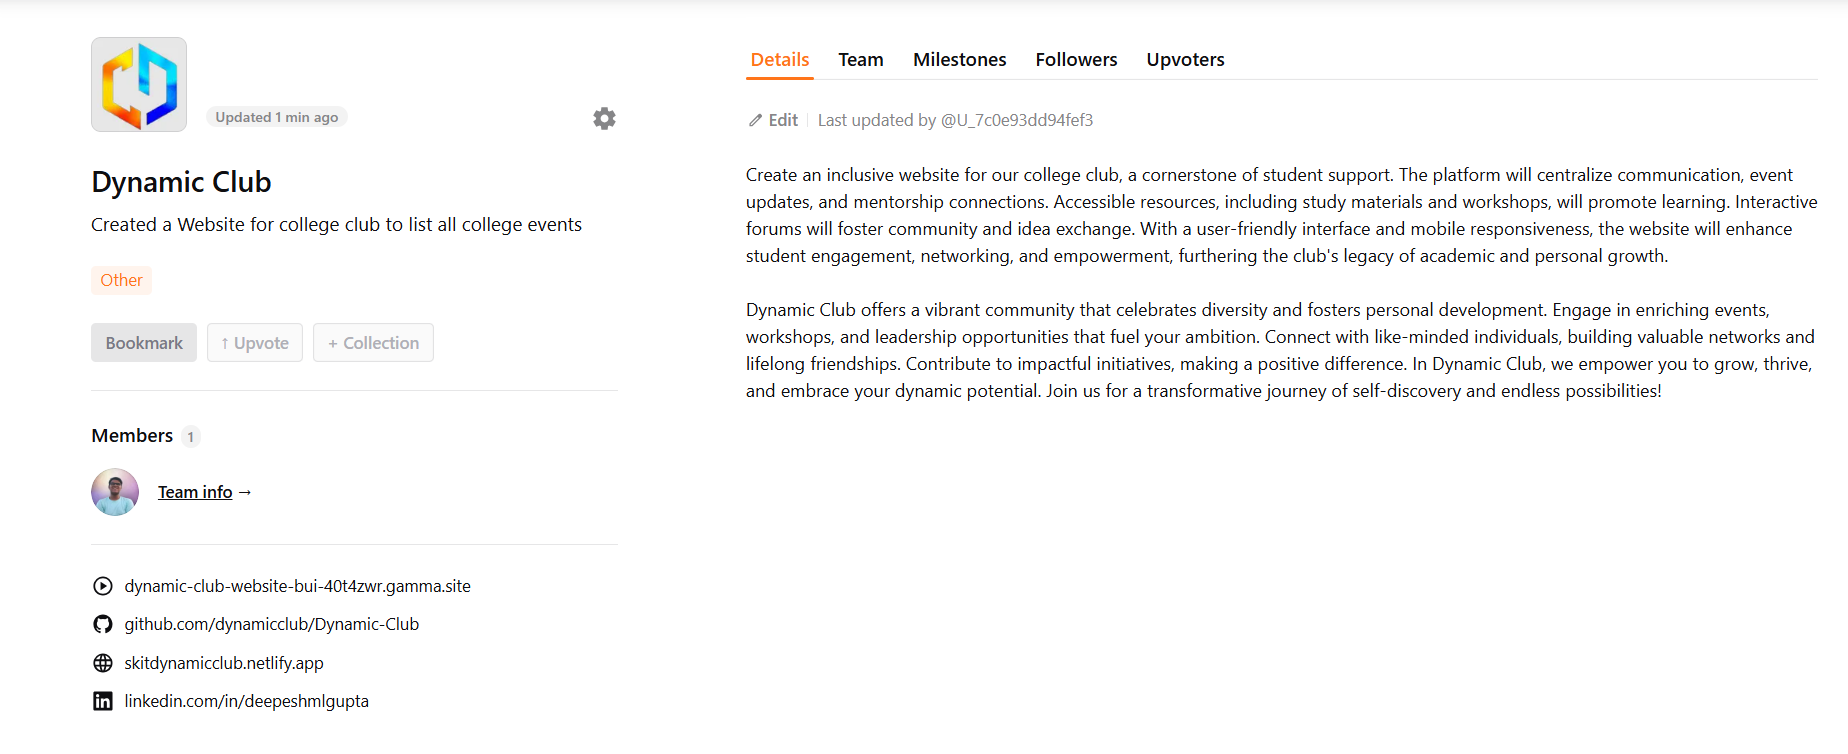 Updated 1 min ago
Dynamic Club
Created a Website for college club to list all college events
Other
Bookmark
↑ Upvote
+ Collection
Members 1
Team info →
dynamic-club-website-bui-40t4zwr.gamma.site
github.com/dynamicclub/Dynamic-Club
skitdynamicclub.netlify.app
linkedin.com/in/deepeshmlgupta
Details Team Milestones Followers Upvoters
Edit Last updated by @U_7c0e93dd94fef3
Create an inclusive website for our college club, a cornerstone of student support. The platform will centralize communication, event
updates, and mentorship connections. Accessible resources, including study materials and workshops, will promote learning. Interactive
forums will foster community and idea exchange. With a user-friendly interface and mobile responsiveness, the website will enhance
student engagement, networking, and empowerment, furthering the club's legacy of academic and personal growth.
Dynamic Club offers a vibrant community that celebrates diversity and fosters personal development. Engage in enriching events,
workshops, and leadership opportunities that fuel your ambition. Connect with like-minded individuals, building valuable networks and
lifelong friendships. Contribute to impactful initiatives, making a positive difference. In Dynamic Club, we empower you to grow, thrive,
and embrace your dynamic potential. Join us for a transformative journey of self-discovery and endless possibilities!